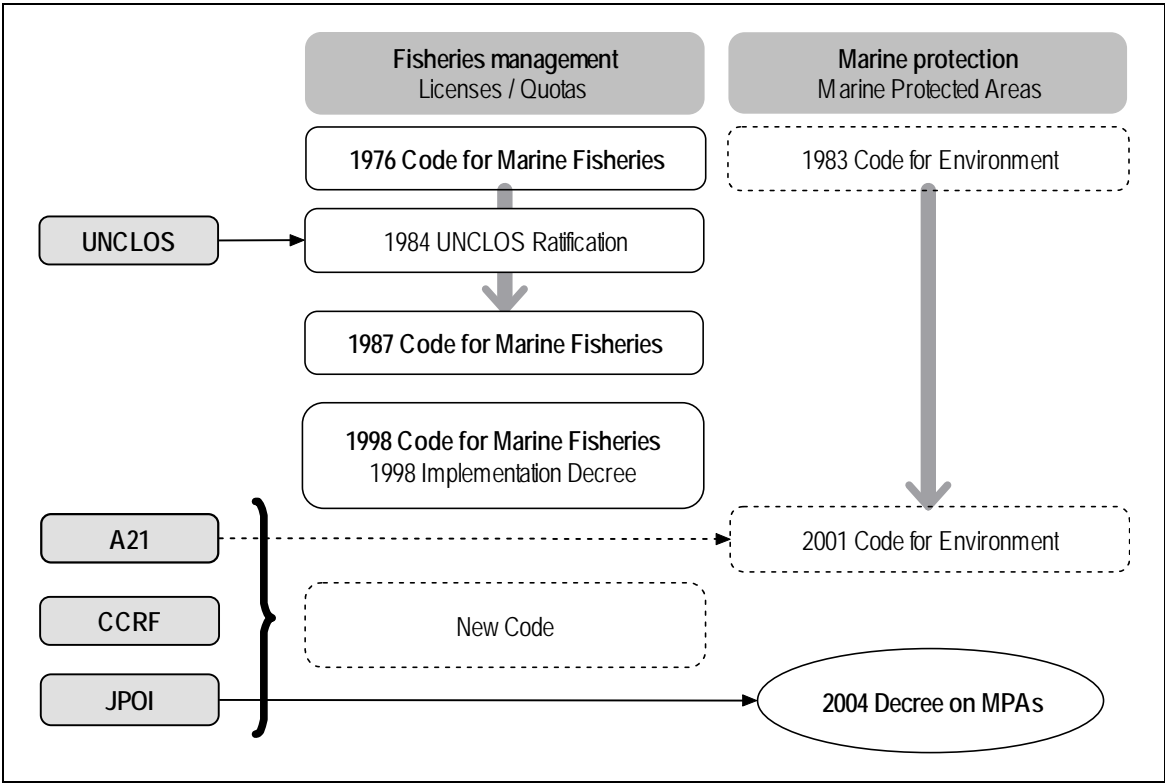 Fisheries management
Licenses / Quotas
Marine protection
Marine Protected Areas
1976 Code for Marine Fisheries
1983 Code for Environment
UNCLOS
1984 UNCLOS Ratification
1987 Code for Marine Fisheries
1998 Code for Marine Fisheries
1998 Implementation Decree
A21
2001 Code for Environment
CCRF
New Code
JPOI
2004 Decree on MPAs